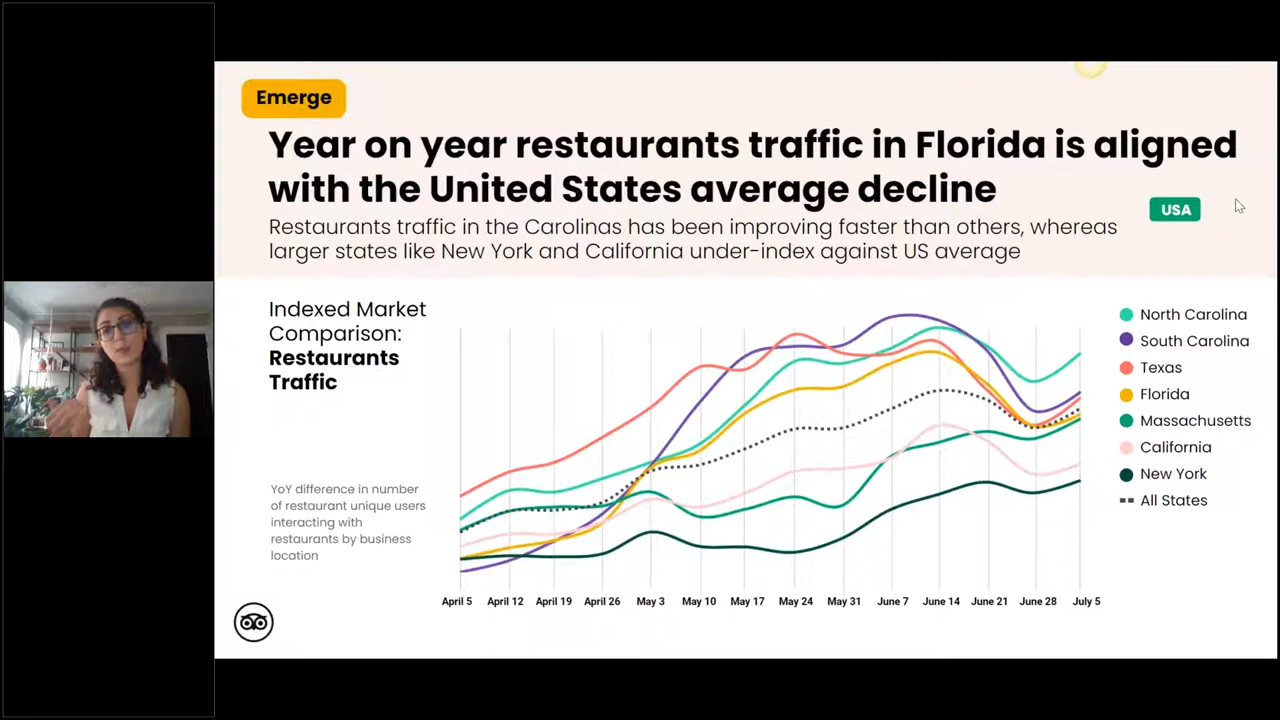 Emerge
Year on year restaurants traffic in Florida is aligned
with the United States average decline
USA
Restaurants traffic in the Carolinas has been improving faster than others, whereas
larger states like New York and California under-index against US average
Indexed Market
Comparison:
Restaurants
Traffic
YoY difference in number
of restaurant unique users
interacting with
restaurants by business
location
North Carolina
South Carolina
Texas
Florida
Massachusetts
California
New York
All States
April 5 April 12 April 19 April 26 May 3 May 10 May 17 May 24 May 31 June 7 June 14 June 21 June 28 July 5